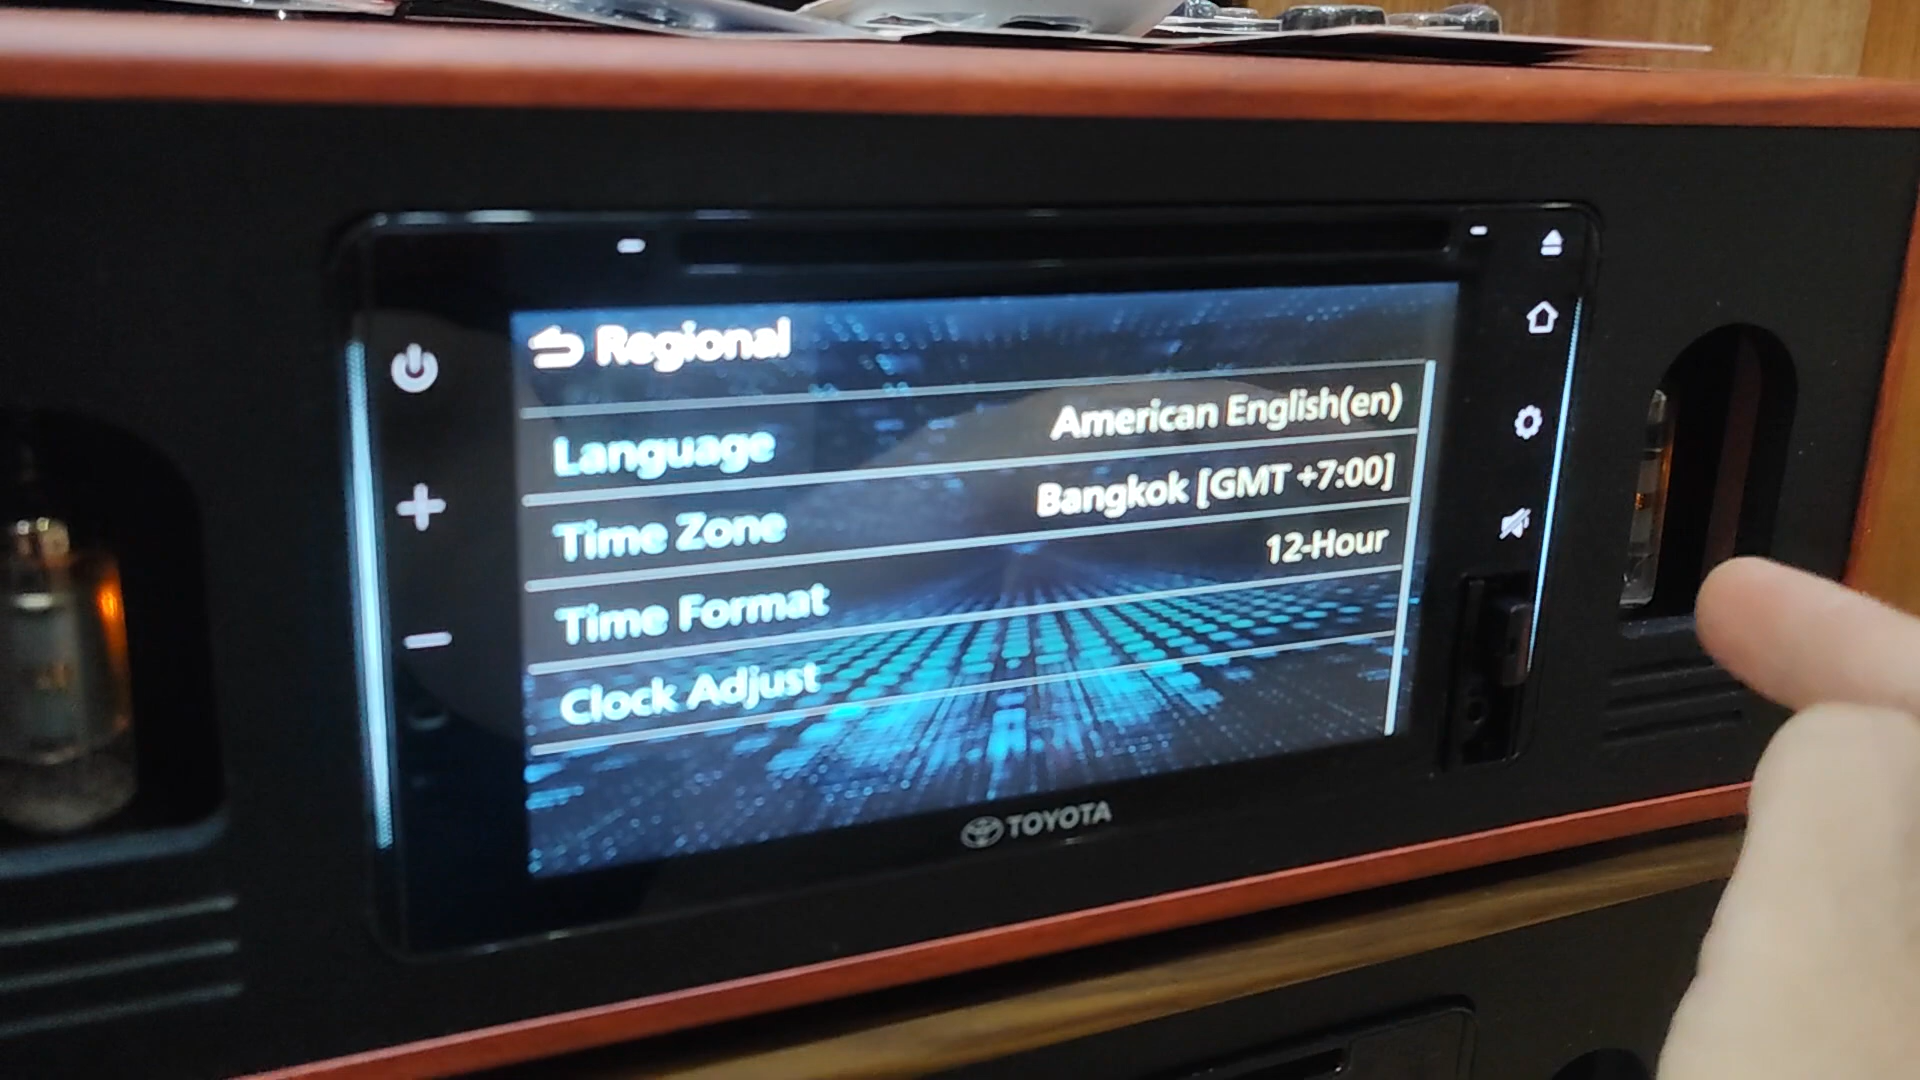 Regional
Language American English(en)
Time Zone Bangkok [GMT +7:00]
Time Format 12-Hour
Clock Adjust
TOYOTA